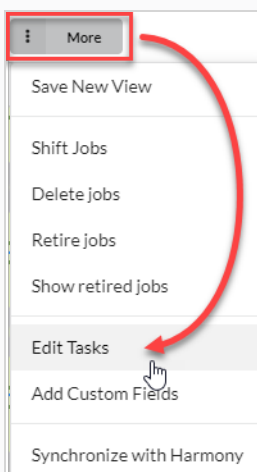 More
Save New View
Shift Jobs
Delete jobs
Retire jobs
Show retired jobs
Edit Tasks
Add Custom Fields
Synchronize with Harmony